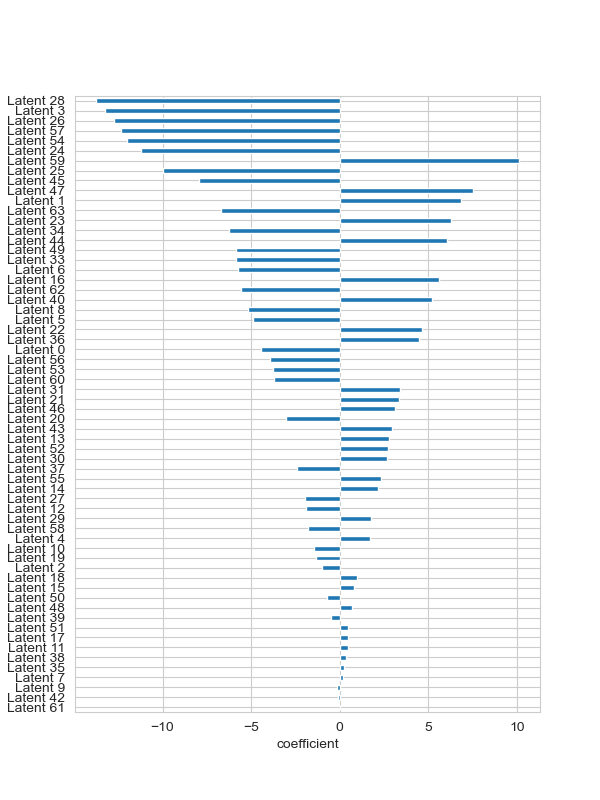 Latent 28
Latent 3
Latent 26
Latent 57
Latent 54
Latent 24
Latent 59
Latent 25
Latent 45
Latent 47
Latent 1
Latent 63
Latent 23
Latent 34
Latent 44
Latent 49
Latent 33
Latent 6
Latent 16
Latent 62
Latent 40
Latent 8
Latent 5
Latent 22
Latent 36
Latent 0
Latent 56
Latent 53
Latent 60
Latent 31
Latent 21
Latent 46
Latent 20
Latent 43
Latent 13
Latent 52
Latent 30
Latent 37
Latent 55
Latent 14
Latent 27
Latent 12
Latent 29
Latent 58
Latent 4
Latent 10
Latent 19
Latent 2
Latent 18
Latent 15
Latent 50
Latent 48
Latent 39
Latent 51
Latent 17
Latent 11
Latent 38
Latent 35
Latent 7
Latent 9
Latent 42
Latent 61
−10 −5 0 5 10
coefficient